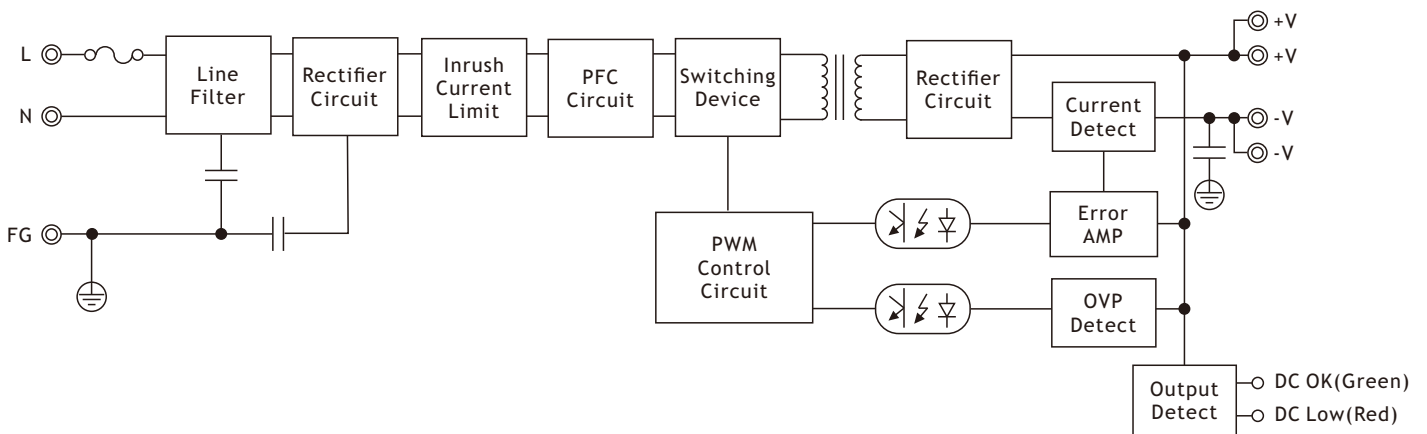 +V
L
Line
Filter
Rectifier
Circuit
Inrush
Current
Limit
PFC
Circuit
Switching
Device
Rectifier
Circuit
+V
N
Current
Detect
-V
-V
FG
PWM
Control
Circuit
Error
AMP
OVP
Detect
Output
Detect
DC OK(Green)
DC Low(Red)